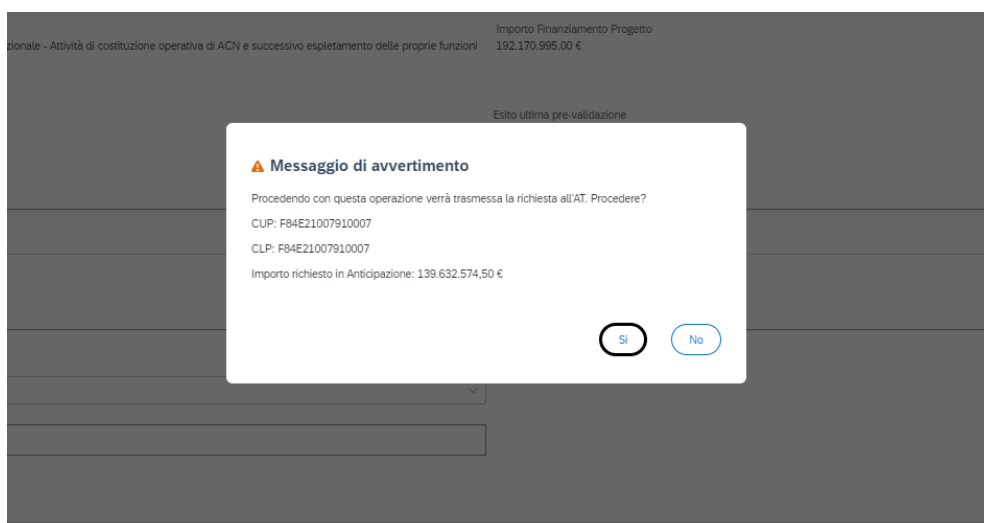 Importo Finanziamento Progetto
zionale - Attività di costituzione operativa di ACN e successivo espletamento delle proprie funzioni 192.170.995,00 €
Esito ultima pre-validazione
Messaggio di avvertimento
Procedendo con questa operazione verrà trasmessa la richiesta all'AT. Procedere?
CUP: F84E21007910007
CLP: F84E21007910007
Importo richiesto in Anticipazione: 139.632.574,50 €
Si No